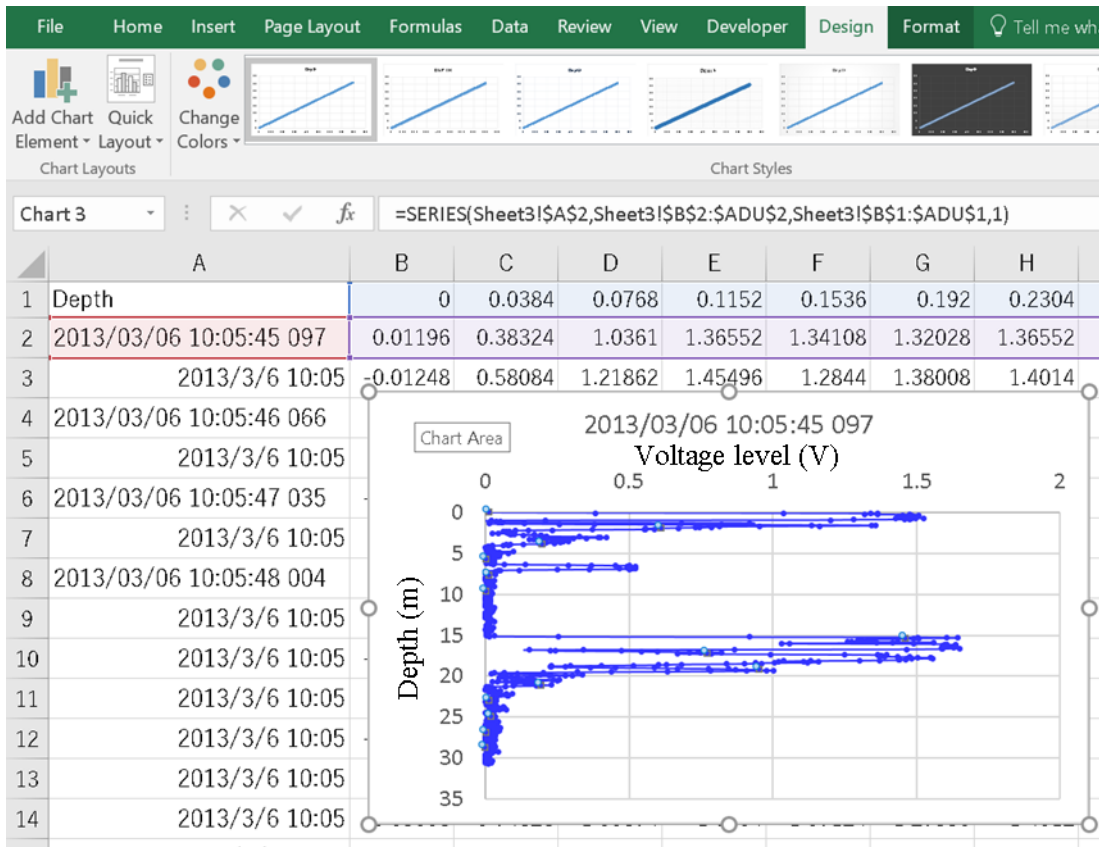 File Home Insert Page Layout Formulas Data Review View Developer Design Format Tell me wh
Add Chart Element Quick Layout Change Colors
Chart Layouts Chart Styles
Chart 3 fx =SERIES(Sheet3!$A$2,Sheet3!$B$2:$ADU$2,Sheet3!$B$1:$ADU$1,1)
A B C D E F G H
1 Depth 0 0.0384 0.0768 0.1152 0.1536 0.192 0.2304
2 2013/03/06 10:05:45 097 0.01196 0.38324 1.0361 1.36552 1.34108 1.32028 1.36552
3 2013/3/6 10:05 -0.01248 0.58084 1.21862 1.45496 1.2844 1.38008 1.4014
4 2013/03/06 10:05:46 066
5 2013/3/6 10:05
6 2013/03/06 10:05:47 035
7 2013/3/6 10:05
8 2013/03/06 10:05:48 004
9 2013/3/6 10:05
10 2013/3/6 10:05
11 2013/3/6 10:05
12 2013/3/6 10:05
13 2013/3/6 10:05
14 2013/3/6 10:05
2013/03/06 10:05:45 097
Chart Area
Voltage level (V)
0 0.5 1 1.5 2
Depth (m)
0
5
10
15
20
25
30
35